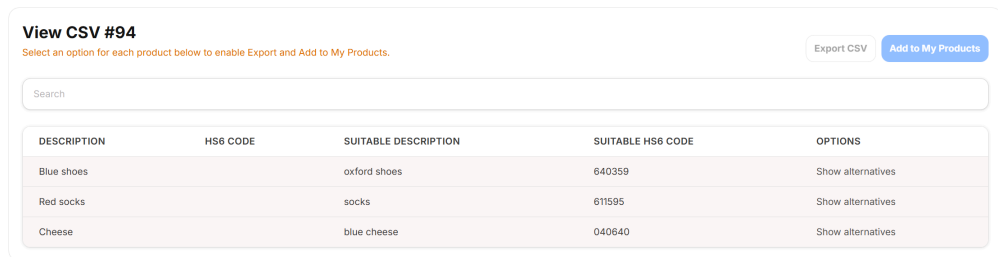 View CSV #94
Select an option for each product below to enable Export and Add to My Products.
Export CSV Add to My Products
Search
DESCRIPTION HS6 CODE SUITABLE DESCRIPTION SUITABLE HS6 CODE OPTIONS
Blue shoes oxford shoes 640359 Show alternatives
Red socks socks 611595 Show alternatives
Cheese blue cheese 040640 Show alternatives